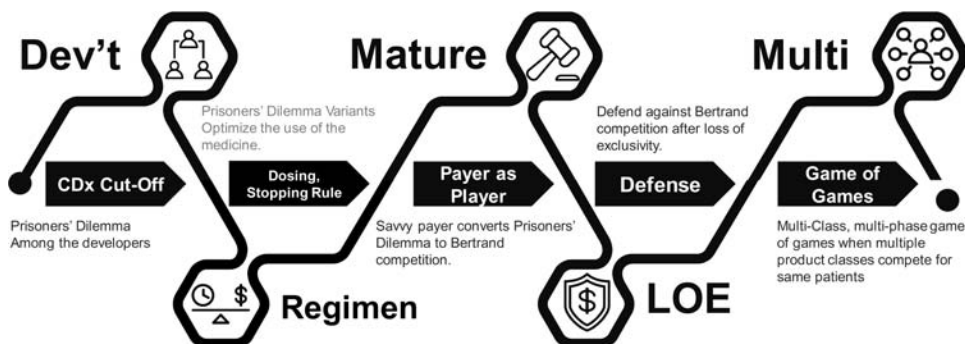 Dev't
Mature
Multi
Prisoners' Dilemma Variants
Optimize the use of the
medicine.
Defend against Bertrand
competition after loss of
exclusivity.
CDx Cut-Off
Dosing,
Stopping Rule
Payer as
Player
Defense
Game of
Games
Prisoners' Dilemma
Among the developers
Savvy payer converts Prisoners'
Dilemma to Bertrand
competition.
Multi-Class, multi-phase game
of games when multiple
product classes compete for
same patients
$
Regimen
$
LOE